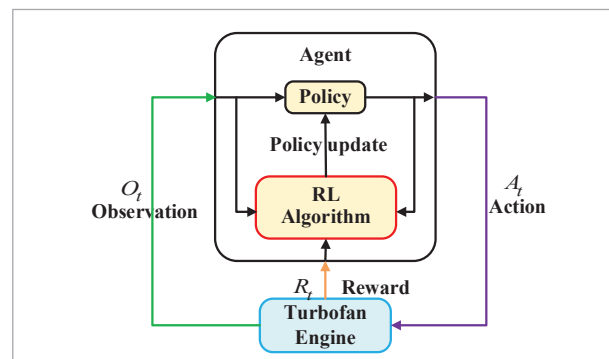 Agent
Policy
Policy update
RL
Algorithm
O_t
Observation
A_t
Action
R_t Reward
Turbofan
Engine